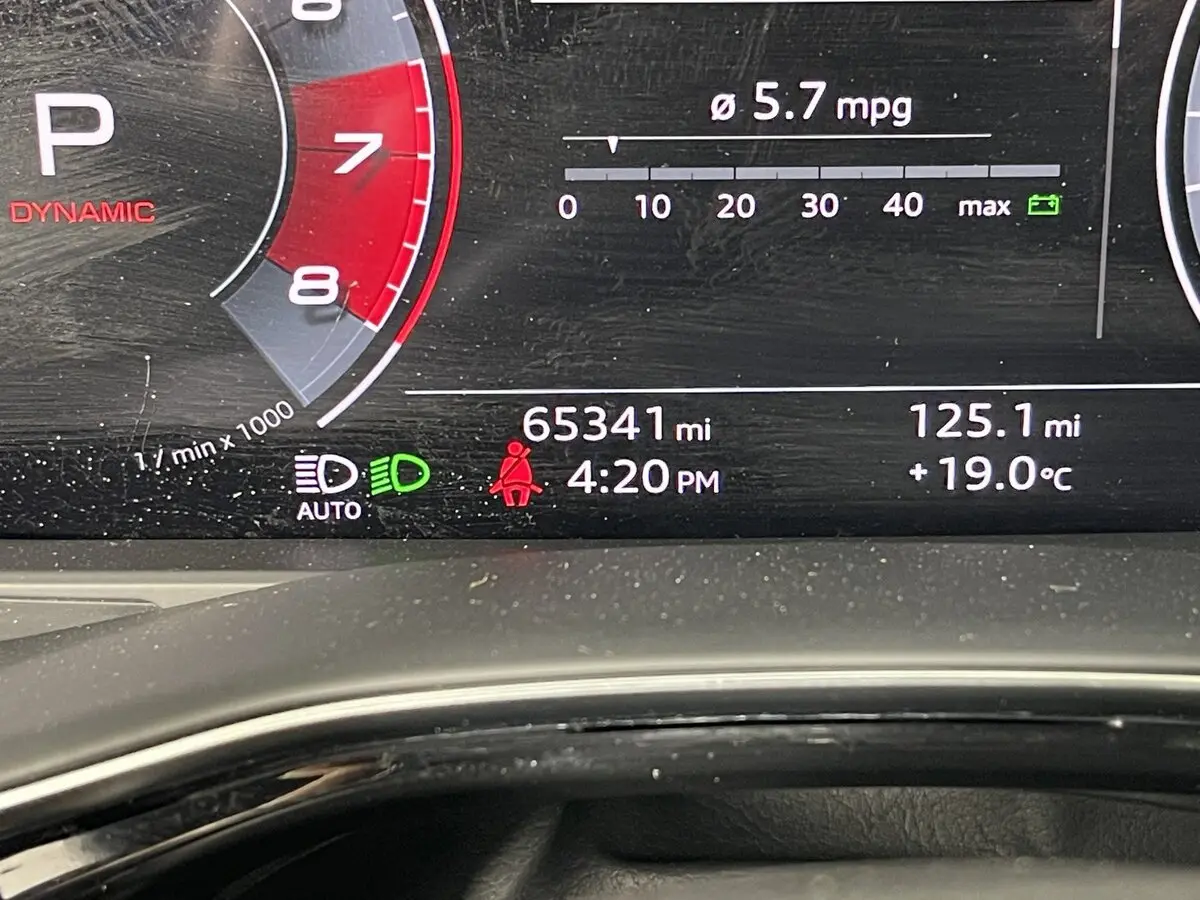 6
P
DYNAMIC
7
8
1 / min x 1000
ø 5.7 mpg
0 10 20 30 40 max
65341 mi
125.1 mi
AUTO
4:20 PM
+19.0°C